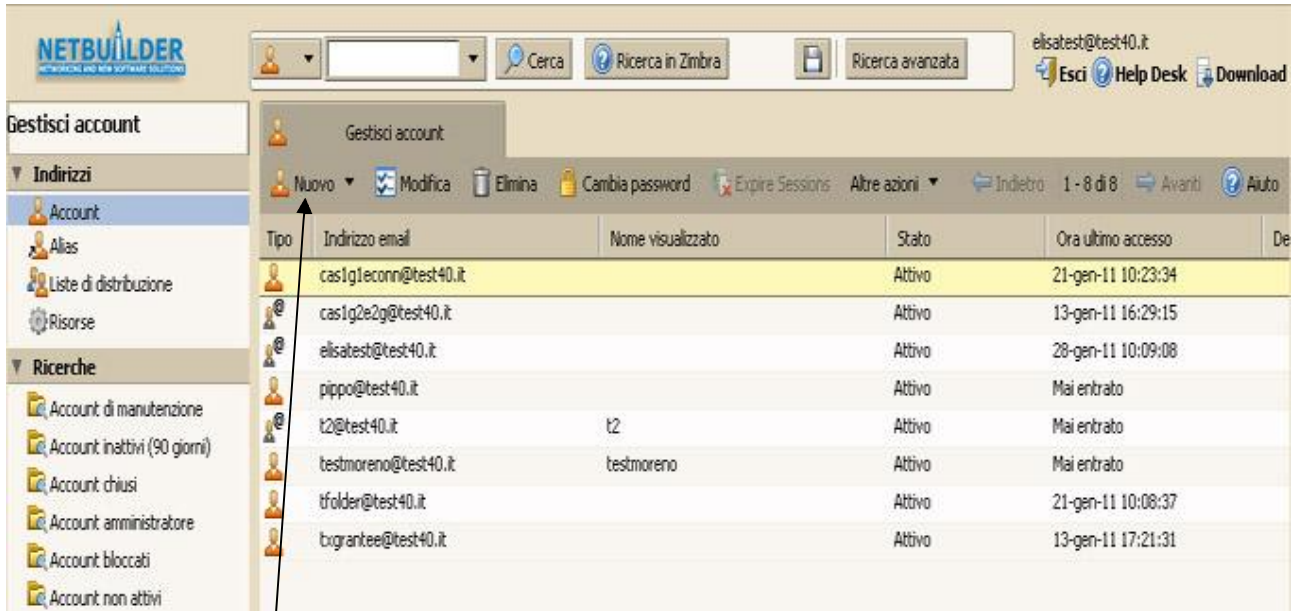 NETBUILDER
NETWORKING AND NEW SOFTWARE SOLUTIONS
Cerca
Ricerca in Zimbra
Ricerca avanzata
elisatest@test40.it
Esci Help Desk Download
Gestisci account
Gestisci account
Indirizzi
Account
Alias
Liste di distribuzione
Risorse
Ricerche
Account di manutenzione
Account inattivi (90 giorni)
Account chiusi
Account amministratore
Account bloccati
Account non attivi
Nuovo Modifica Elimina Cambia password Expire Sessions Altre azioni Indietro 1 - 8 di 8 Avanti Aiuto
Tipo Indirizzo email Nome visualizzato Stato Ora ultimo accesso De
cas1g1econn@test40.it Attivo 21-gen-11 10:23:34
cas1g2e2g@test40.it Attivo 13-gen-11 16:29:15
elisatest@test40.it Attivo 28-gen-11 10:09:08
pippo@test40.it Attivo Mai entrato
t2@test40.it t2 Attivo Mai entrato
testmoreno@test40.it testmoreno Attivo Mai entrato
tfolder@test40.it Attivo 21-gen-11 10:08:37
txgrantee@test40.it Attivo 13-gen-11 17:21:31